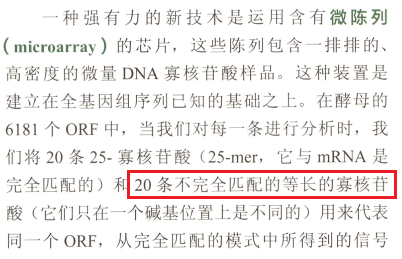 一种强有力的新技术是运用含有微陈列
（microarray）的芯片，这些陈列包含一排排的、
高密度的微量 DNA 寡核苷酸样品。这种装置是
建立在全基因组序列已知的基础之上。在酵母的
6181 个 ORF 中，当我们对每一条进行分析时，我
们将 20 条 25- 寡核苷酸（25-mer，它与 mRNA 是
完全匹配的）和 20 条不完全匹配的等长的寡核苷
酸（它们只在一个碱基位置上是不同的）用来代表
同一个 ORF，从完全匹配的模式中所得到的信号